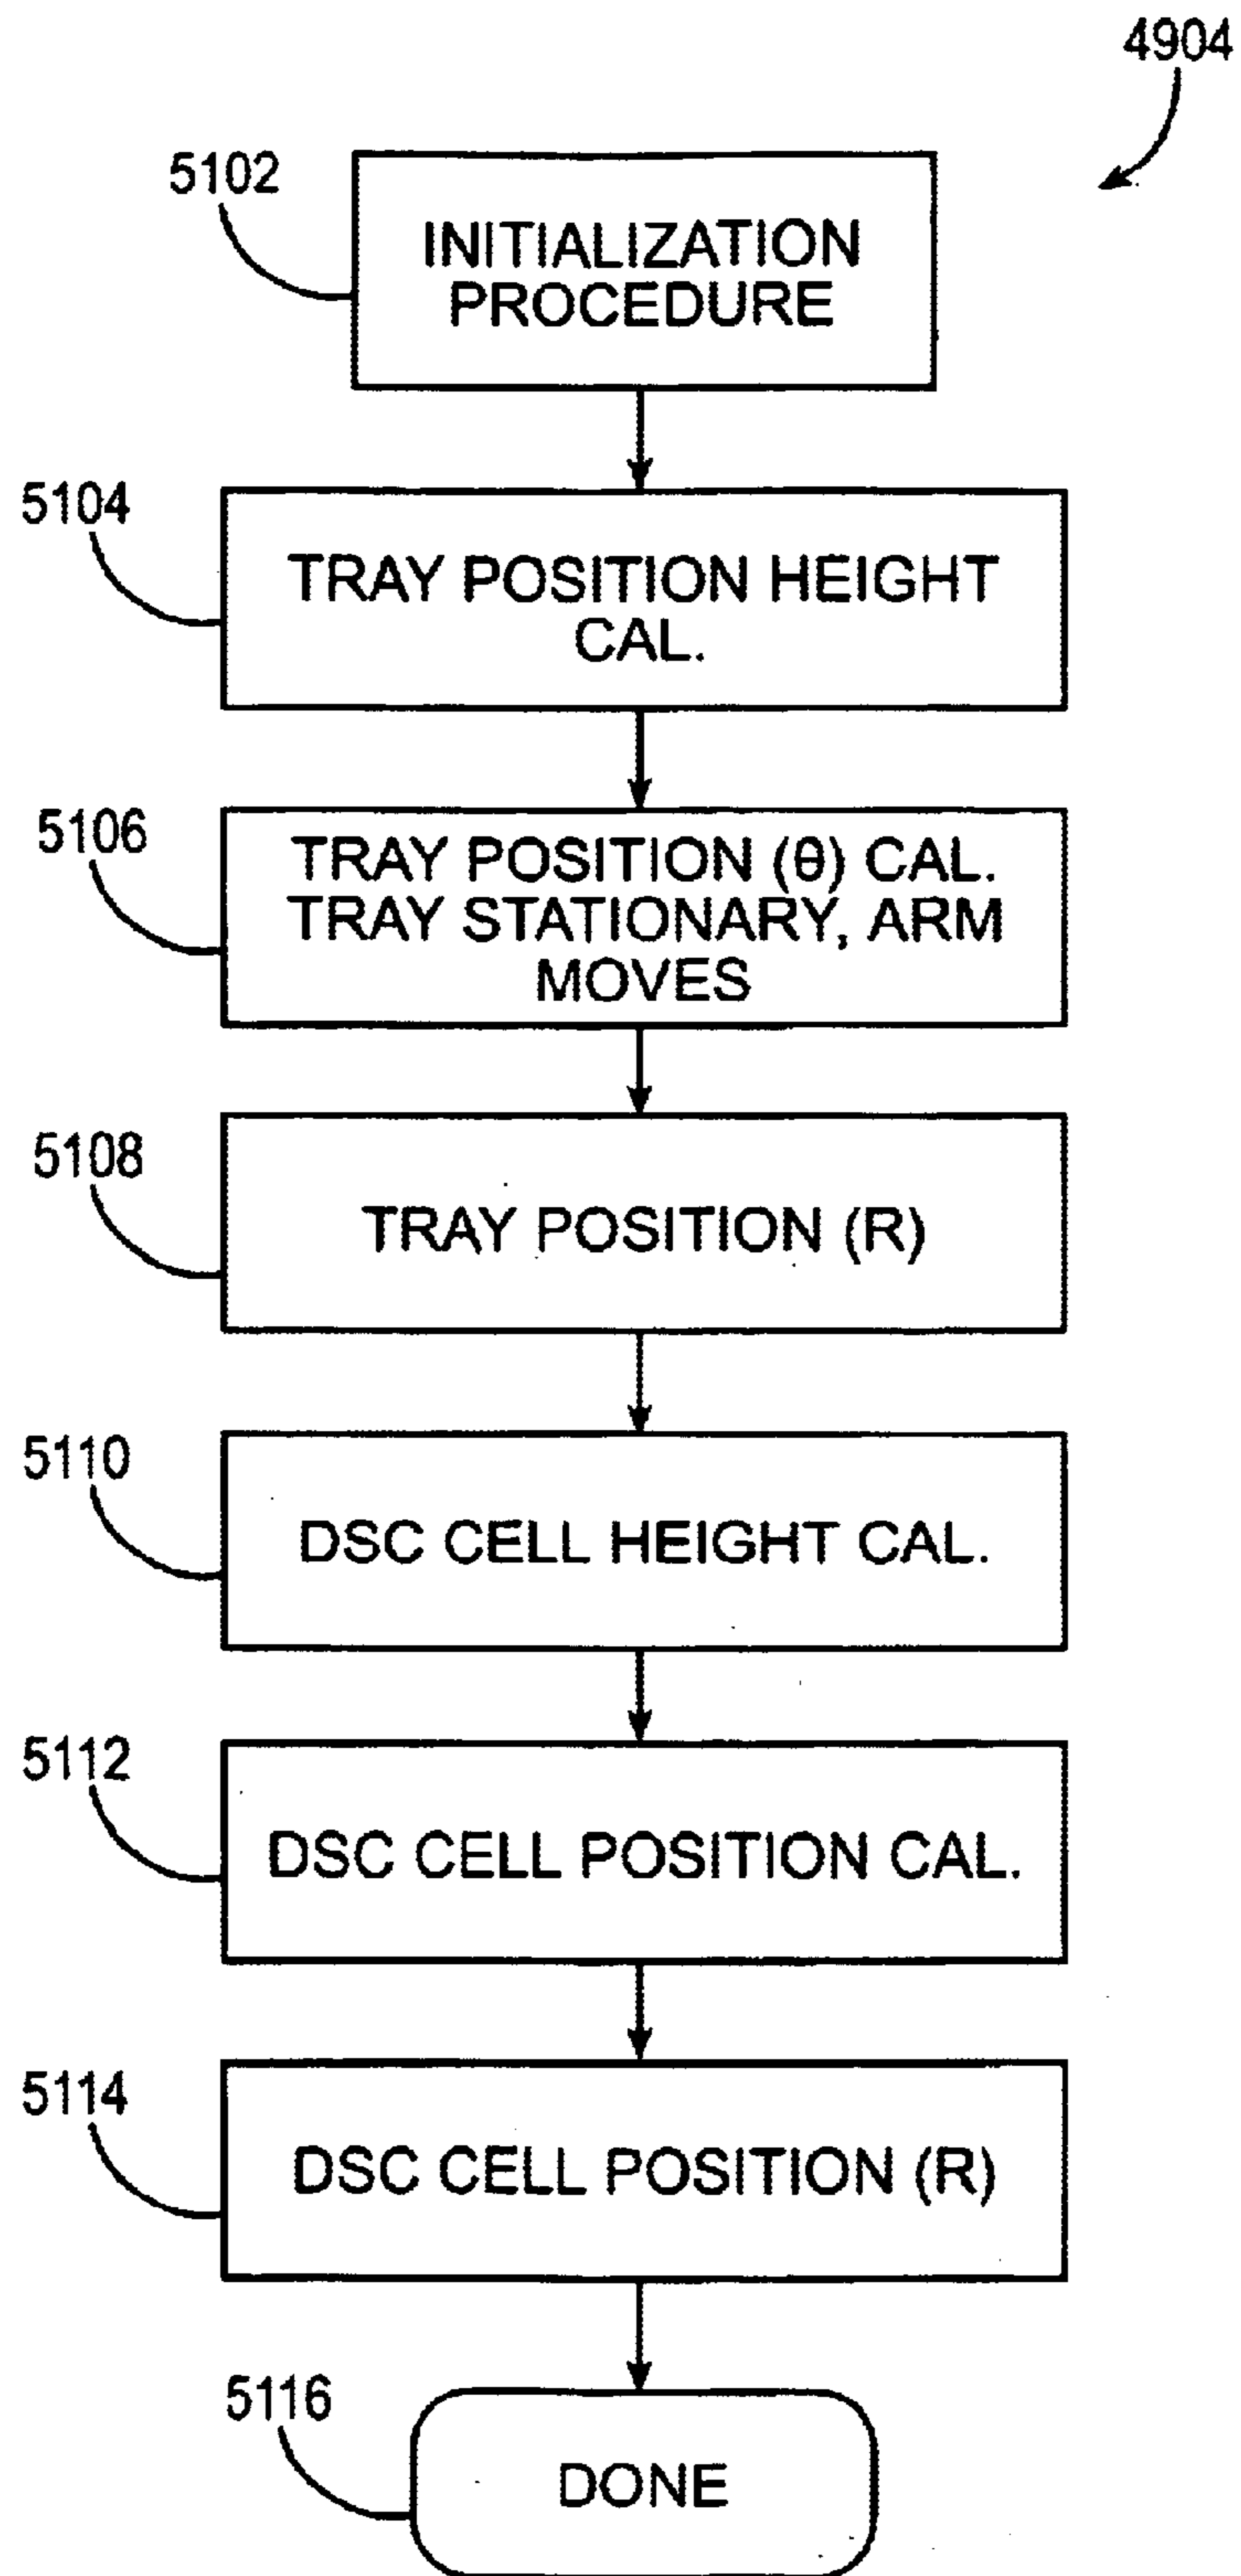 4904
5102
INITIALIZATION
PROCEDURE
5104
TRAY POSITION HEIGHT
CAL.
5106
TRAY POSITION (θ) CAL.
TRAY STATIONARY, ARM
MOVES
5108
TRAY POSITION (R)
5110
DSC CELL HEIGHT CAL.
5112
DSC CELL POSITION CAL.
5114
DSC CELL POSITION (R)
5116
DONE